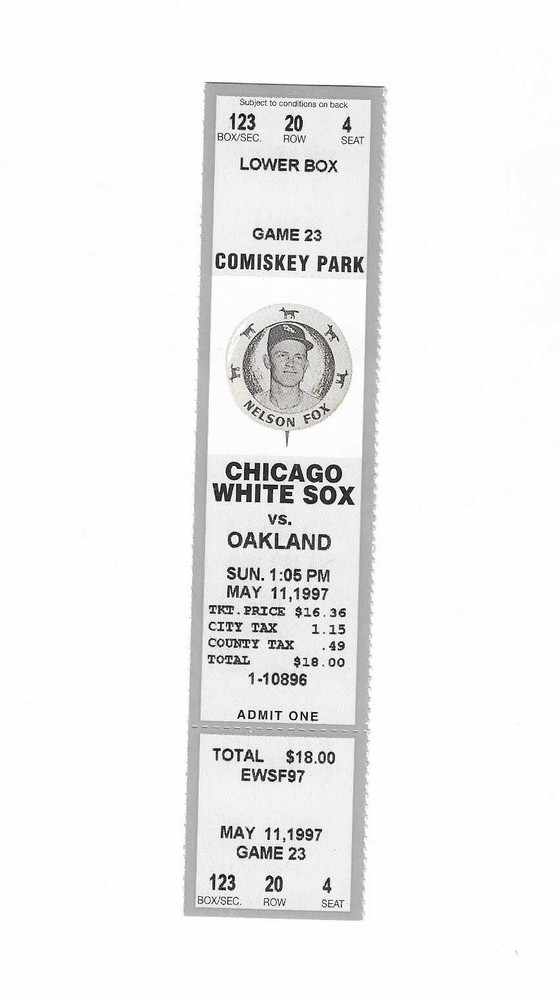 Subject to conditions on back
123 20 4
BOX/SEC. ROW SEAT
LOWER BOX
GAME 23
COMISKEY PARK
NELSON FOX
CHICAGO
WHITE SOX
vs.
OAKLAND
SUN. 1:05 PM
MAY 11,1997
TKT.PRICE $16.36
CITY TAX 1.15
COUNTY TAX .49
TOTAL $18.00
1-10896
ADMIT ONE
TOTAL $18.00
EWSF97
MAY 11,1997
GAME 23
123 20 4
BOX/SEC. ROW SEAT